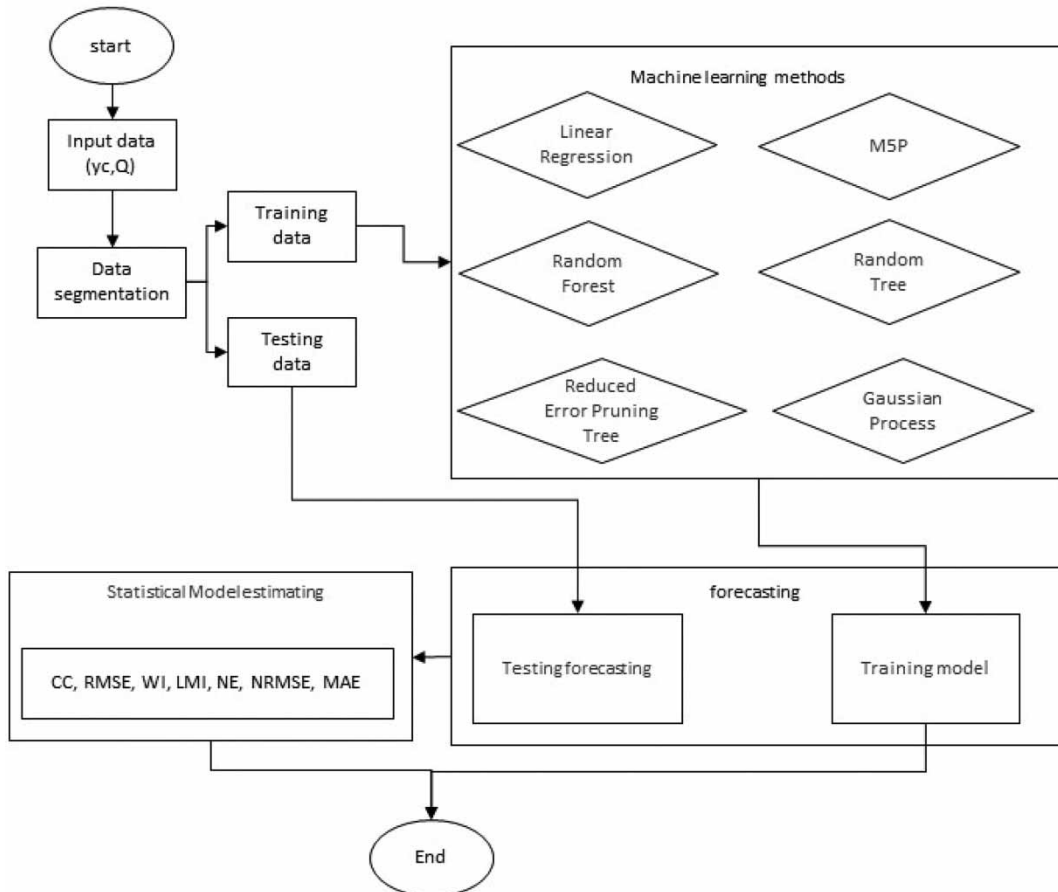 start
Input data
(yc,Q)
Data
segmentation
Training
data
Testing
data
Machine learning methods
Linear
Regression
M5P
Random
Forest
Random
Tree
Reduced
Error Pruning
Tree
Gaussian
Process
forecasting
Testing forecasting
Training model
Statistical Model estimating
CC, RMSE, WI, LMI, NE, NRMSE, MAE
End